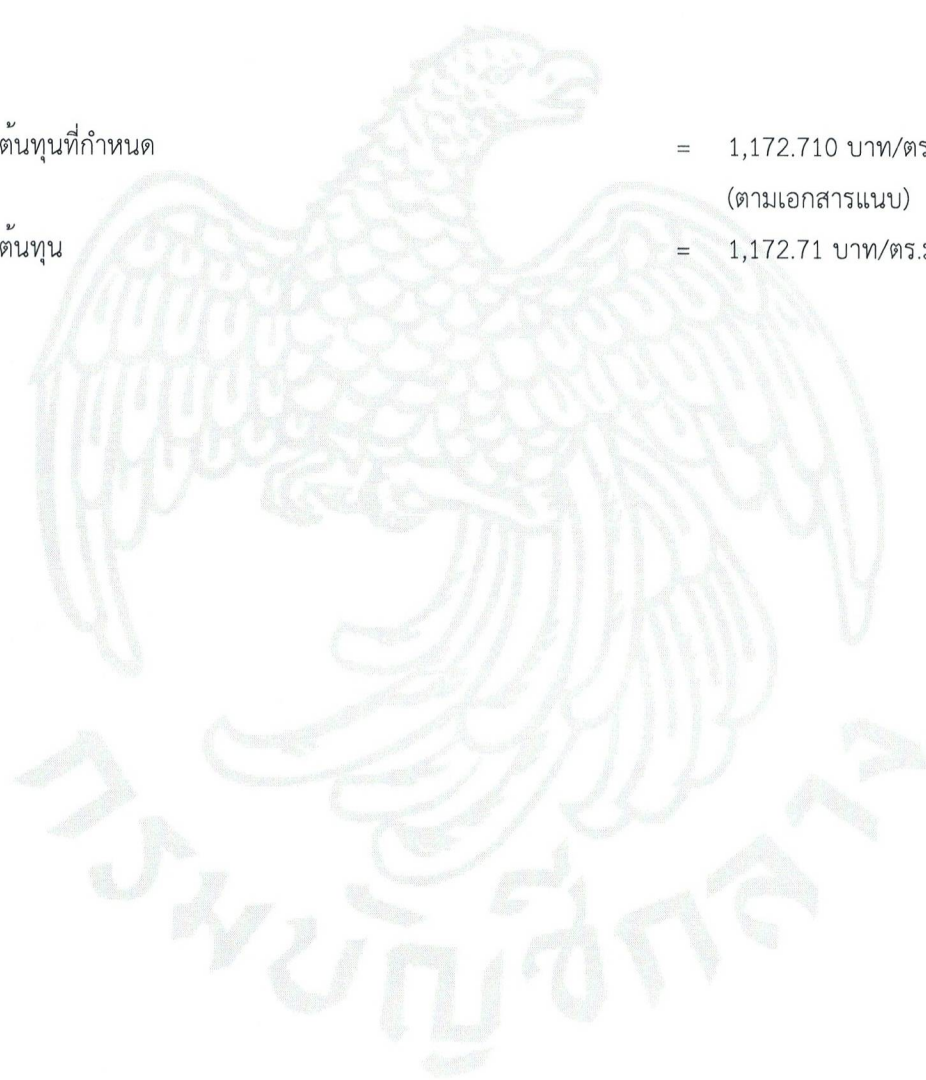 ต้นทุนที่กำหนด = 1,172.710 บาท/ตร
(ตามเอกสารแนบ)
ต้นทุน = 1,172.71 บาท/ตร.ม
กรมบัญชีกลาง